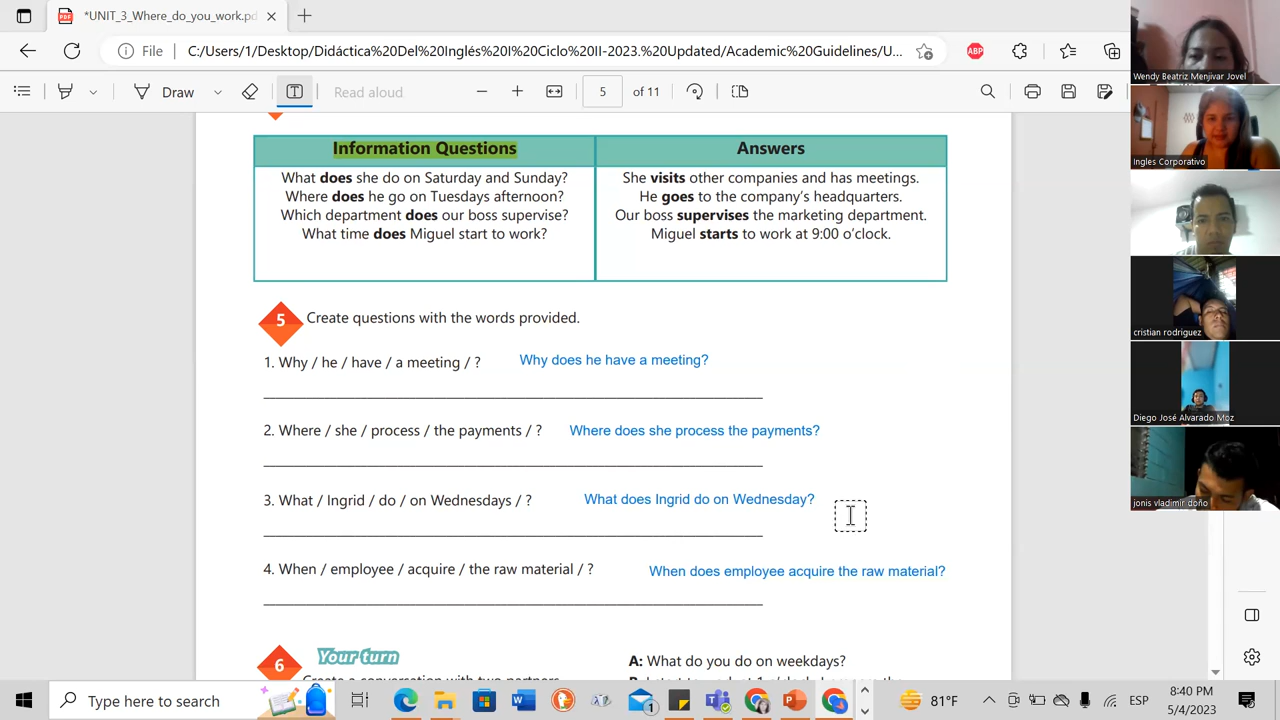 *UNIT_3_Where_do_you_work.pd
File
C:/Users/1/Desktop/Didáctica%20Del%20Inglés%20I%20Ciclo%20II-2023.%20Updated/Academic%20Guidelines/U...
ABP
Draw
Read aloud
5 of 11
Information Questions
Answers
What does she do on Saturday and Sunday?
She visits other companies and has meetings.
Where does he go on Tuesdays afternoon?
He goes to the company's headquarters.
Which department does our boss supervise?
Our boss supervises the marketing department.
What time does Miguel start to work?
Miguel starts to work at 9:00 o'clock.
5 Create questions with the words provided.
1. Why / he / have / a meeting / ?
Why does he have a meeting?
2. Where / she / process / the payments / ?
Where does she process the payments?
3. What / Ingrid / do / on Wednesdays / ?
What does Ingrid do on Wednesday?
4. When / employee / acquire / the raw material / ?
When does employee acquire the raw material?
6 Your turn
A: What do you do on weekdays?
Create a conversation with two partners
Wendy Beatriz Menjivar Jovel
Ingles Corporativo
cristian rodriguez
Diego José Alvarado Moz
jonis vladimir doño
Type here to search
1
81°F
ESP
8:40 PM
5/4/2023